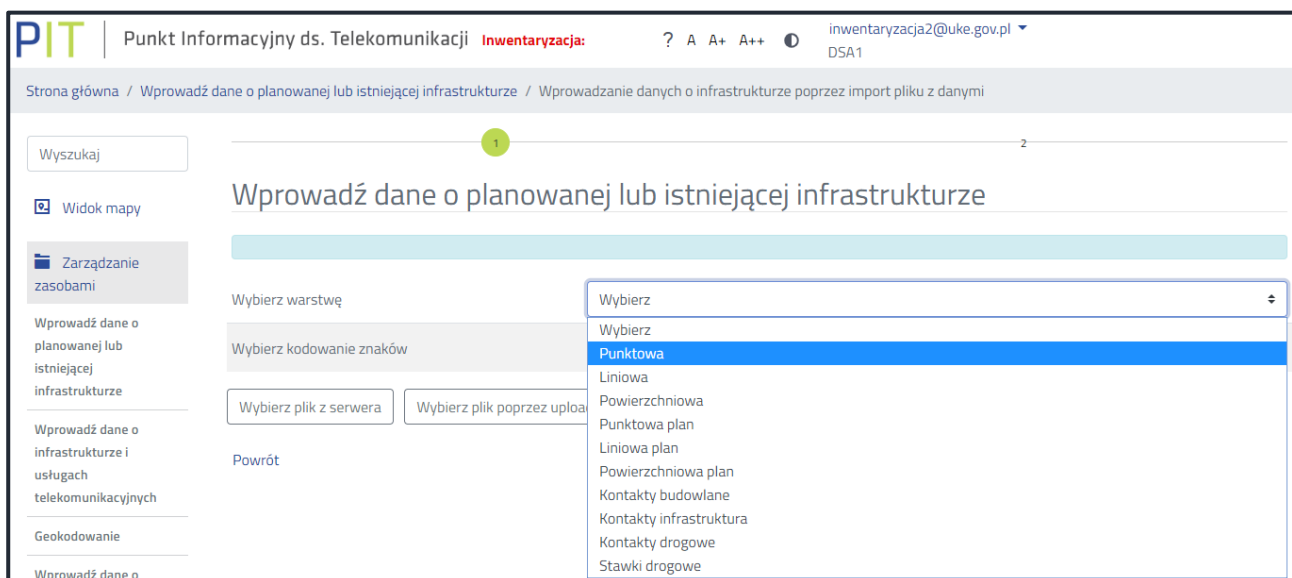 PIT Punkt Informacyjny ds. Telekomunikacji Inwentaryzacja: ? A A+ A++ inwentaryzacja2@uke.gov.pl
DSA1
Strona główna / Wprowadź dane o planowanej lub istniejącej infrastrukturze / Wprowadzanie danych o infrastrukturze poprzez import pliku z danymi
Wyszukaj
Widok mapy
Zarządzanie
zasobami
Wprowadź dane o
planowanej lub
istniejącej
infrastrukturze
Wprowadź dane o
infrastrukturze i
usługach
telekomunikacyjnych
Geokodowanie
Wprowadź dane o
1 2
Wprowadź dane o planowanej lub istniejącej infrastrukturze
Wybierz warstwę Wybierz
Wybierz kodowanie znaków
Wybierz
Punktowa
Liniowa
Powierzchniowa
Punktowa plan
Liniowa plan
Powierzchniowa plan
Kontakty budowlane
Kontakty infrastruktura
Kontakty drogowe
Stawki drogowe
Wybierz plik z serwera Wybierz plik poprzez uploa
Powrót